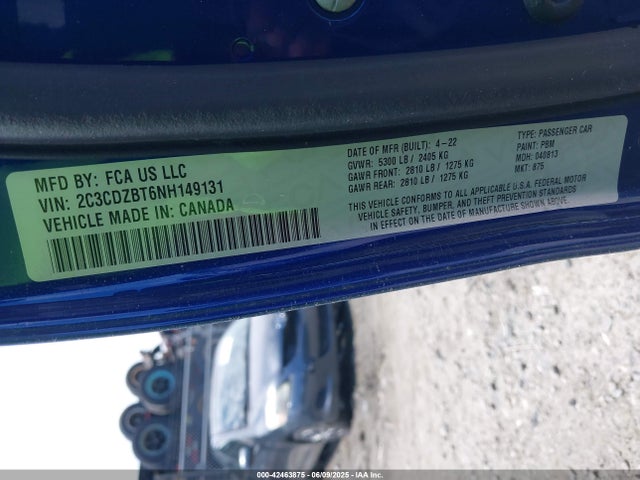 MFD BY: FCA US LLC
VIN: 2C3CDZBT6NH149131
VEHICLE MADE IN: CANADA
DATE OF MFR (BUILT): 4-22
GVWR: 5300 LB / 2405 KG
GAWR FRONT: 2810 LB / 1275 KG
GAWR REAR: 2810 LB / 1275 KG
TYPE: PASSENGER CAR
PAINT: PBM
MDH: 040813
MKT: 875
THIS VEHICLE CONFORMS TO ALL APPLICABLE U.S.A. FEDERAL MOTOR
VEHICLE SAFETY, BUMPER, AND THEFT PREVENTION STANDARDS IN
EFFECT ON THE DATE OF MANUFACTURE SHOWN ABOVE.
000-42463875 - 06/09/2025 - IAA Inc.